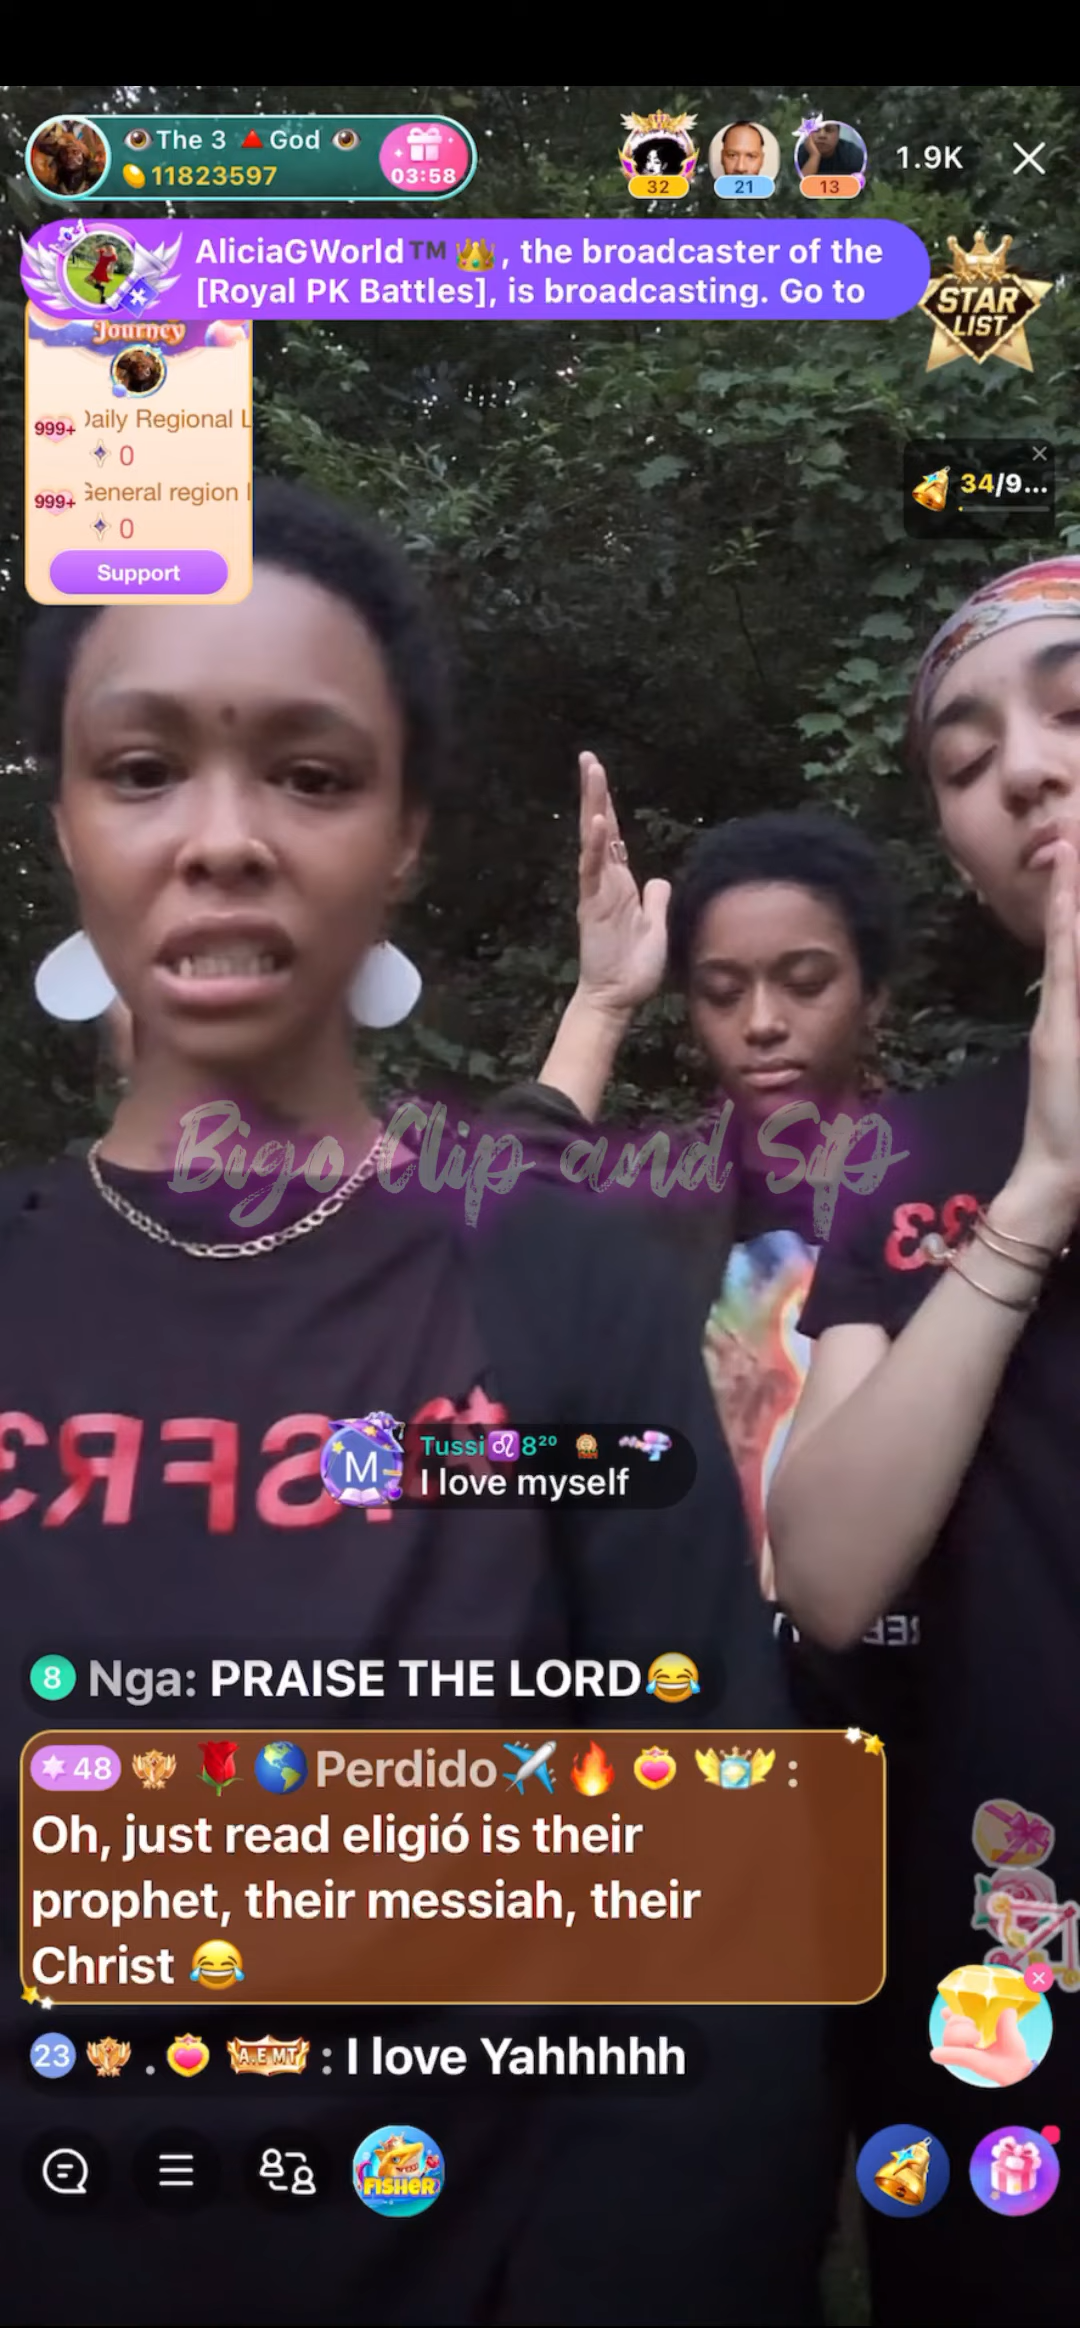 👁️The 3 🔺God 👁️
11823597
03:58
32
21
13
1.9K
AliciaGWorld™️👑, the broadcaster of the
[Royal PK Battles], is broadcasting. Go to
STAR
LIST
Journey
999+ Daily Regional L
0
999+ General region
0
Support
34/9...
Bigo Clip and Sip
Tussi♌8²⁰
I love myself
M
8 Nga: PRAISE THE LORD😂
48 🌹🌎Perdido✈️🔥 :
Oh, just read eligió is their
prophet, their messiah, their
Christ 😂
23 . A.E MT : I love Yahhhhh
FISHER